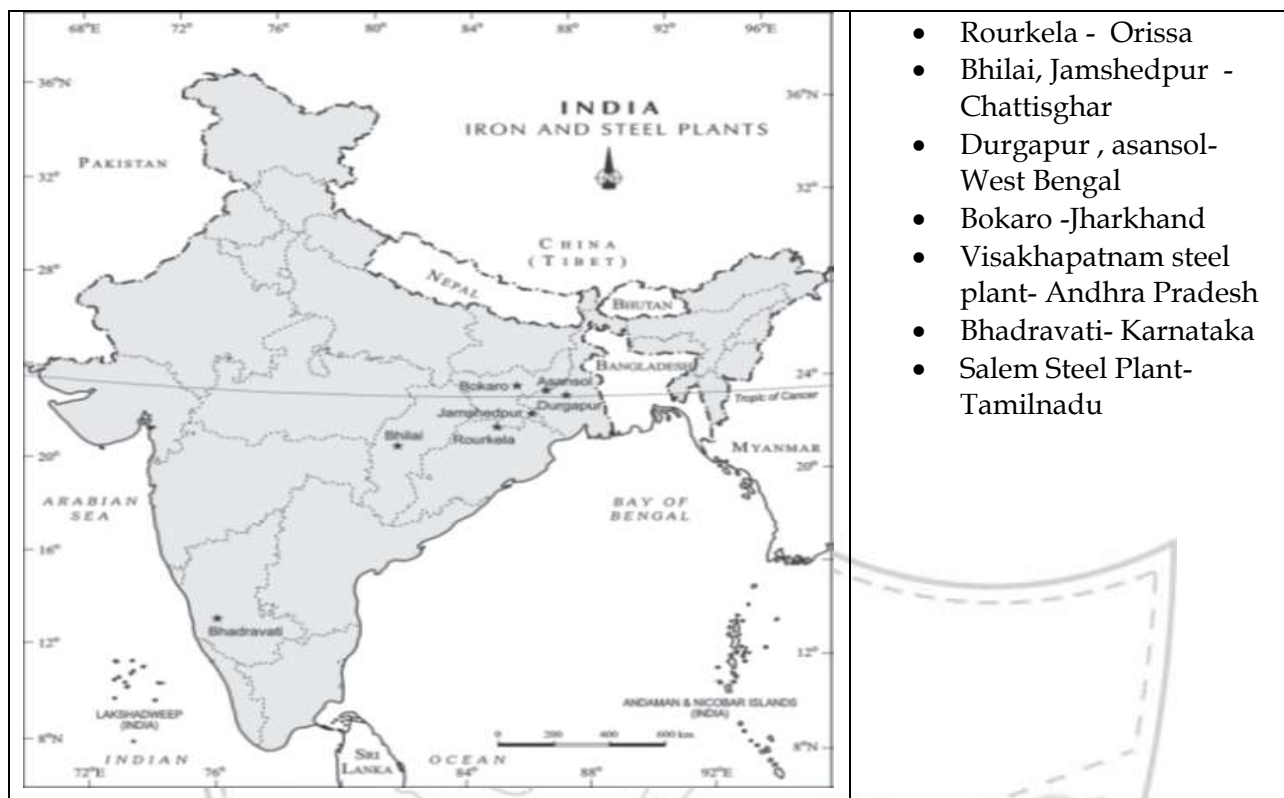 68°E 72° 76° 80° 84° 88° 92° 96°E
36°N 36°N
INDIA
IRON AND STEEL PLANTS
PAKISTAN
N
32° 32°
CHINA
(TIBET)
NEPAL
28° 28°
BHUTAN
BANGLADESH
24°
Bokaro Asansol
Tropic of Cancer
Durgapur
Jamshedpur
Bhilai Rourkela
MYANMAR
20° 20°
ARABIAN
SEA
BAY OF
BENGAL
16° 16°
Bhadravati
12° 12°
LAKSHADWEEP
(INDIA)
ANDAMAN & NICOBAR ISLANDS
(INDIA)
0 200 400 600 km
8°N 8°N
INDIAN OCEAN
SRI
LANKA
72°E 76° 84° 88° 92°E
• Rourkela - Orissa
• Bhilai, Jamshedpur -
Chattisghar
• Durgapur , asansol-
West Bengal
• Bokaro -Jharkhand
• Visakhapatnam steel
plant- Andhra Pradesh
• Bhadravati- Karnataka
• Salem Steel Plant-
Tamilnadu